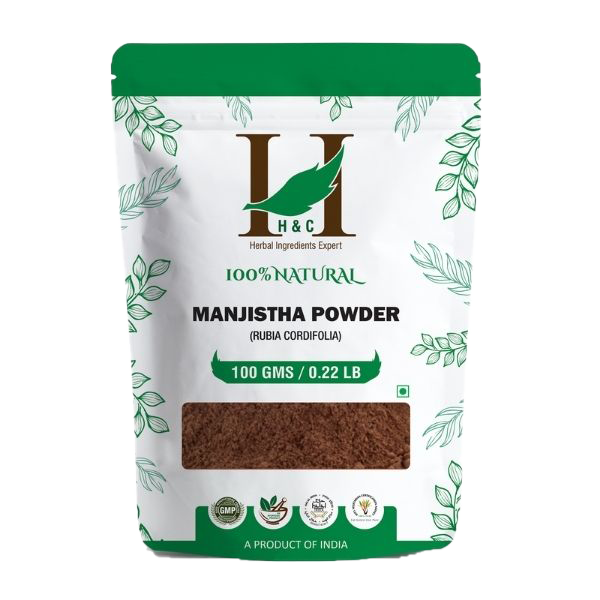 H & C
Herbal Ingredients Expert
100% NATURAL
MANJISTHA POWDER
(RUBIA CORDIFOLIA)
100 GMS / 0.22 LB
GMP
A PRODUCT OF INDIA